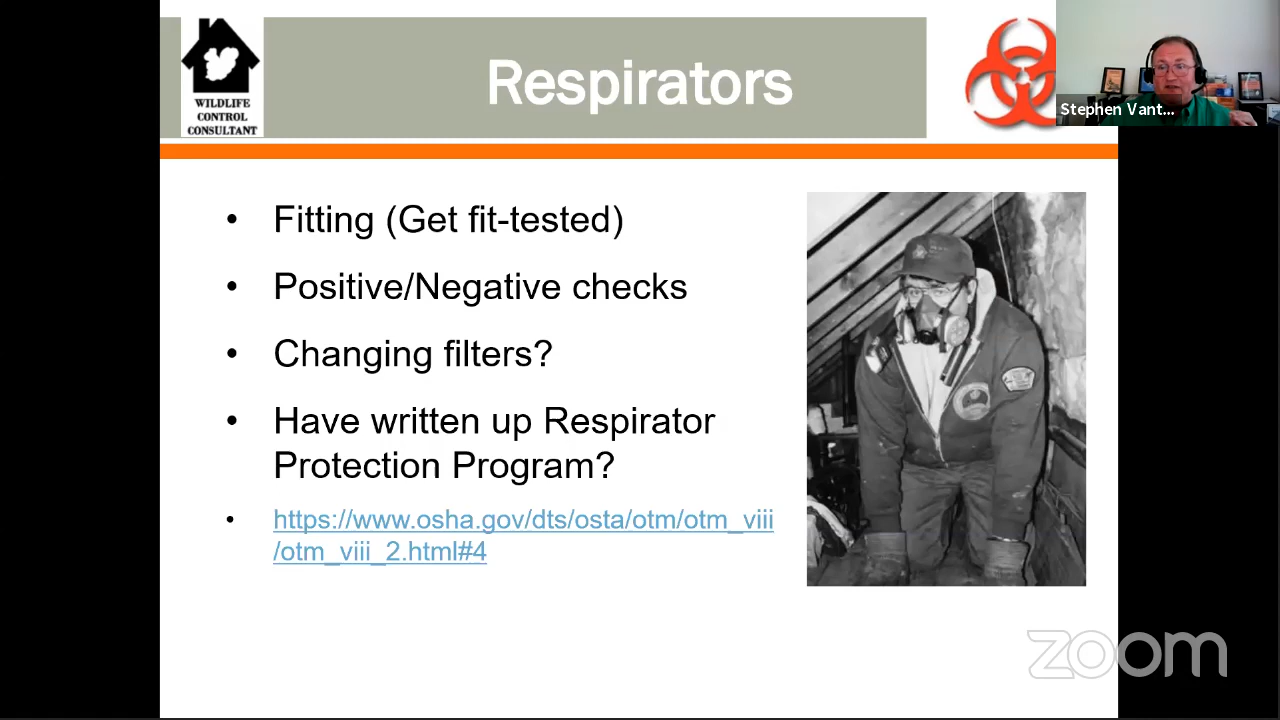 WILDLIFE
CONTROL
CONSULTANT
Respirators
Stephen Vant...
• Fitting (Get fit-tested)
• Positive/Negative checks
• Changing filters?
• Have written up Respirator
Protection Program?
• https://www.osha.gov/dts/osta/otm/otm_viii
/otm_viii_2.html#4
zoom